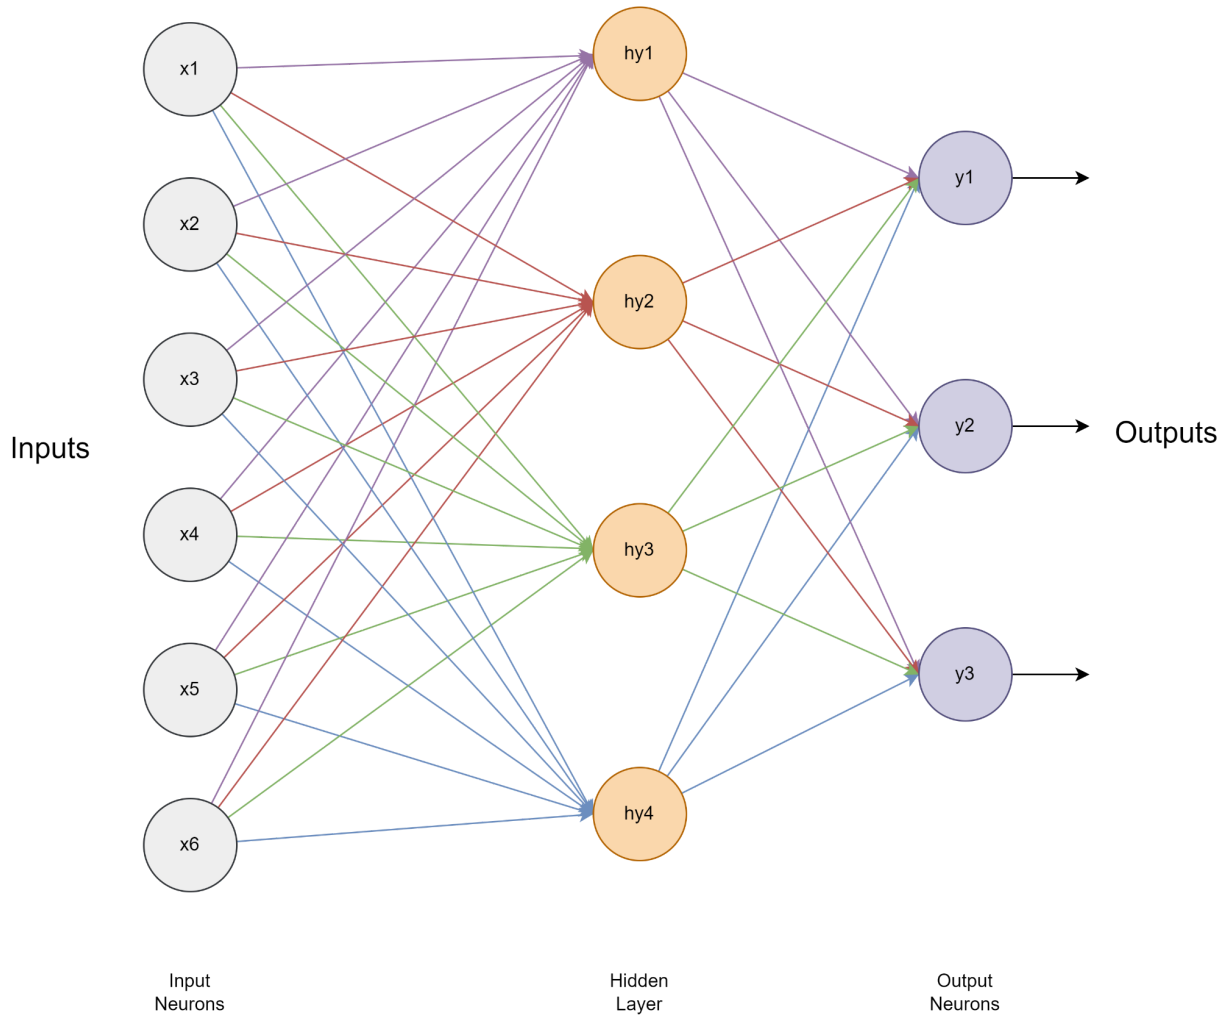 x1
x2
x3
x4
x5
x6
hy1
hy2
hy3
hy4
y1
y2
y3
Inputs
Outputs
Input
Neurons
Hidden
Layer
Output
Neurons